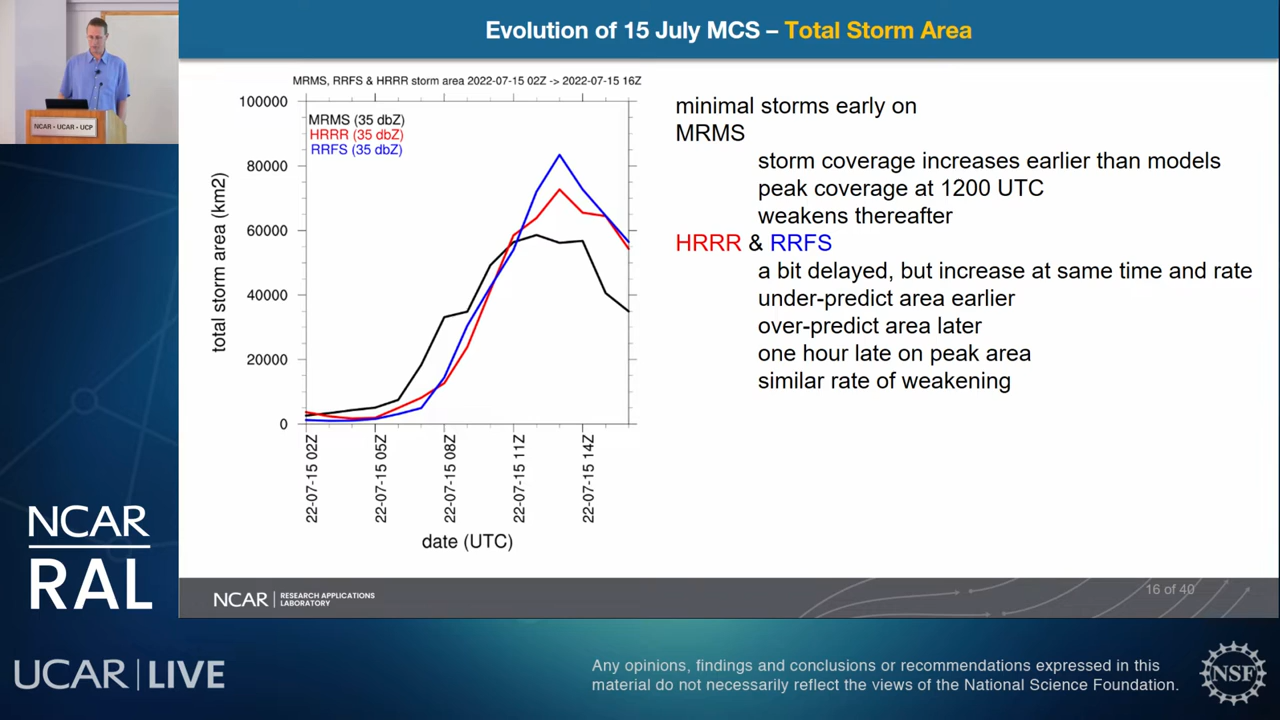 Evolution of 15 July MCS – Total Storm Area
NCAR • UCAR • UCP
MRMS, RRFS & HRRR storm area 2022-07-15 02Z -> 2022-07-15 16Z
MRMS (35 dbZ)
HRRR (35 dbZ)
RRFS (35 dbZ)
total storm area (km2)
100000
80000
60000
40000
20000
0
22-07-15 02Z
22-07-15 05Z
22-07-15 08Z
22-07-15 11Z
22-07-15 14Z
date (UTC)
minimal storms early on
MRMS
storm coverage increases earlier than models
peak coverage at 1200 UTC
weakens thereafter
HRRR & RRFS
a bit delayed, but increase at same time and rate
under-predict area earlier
over-predict area later
one hour late on peak area
similar rate of weakening
NCAR
RAL
NCAR | RESEARCH APPLICATIONS
LABORATORY
16 of 40
UCAR | LIVE
Any opinions, findings and conclusions or recommendations expressed in this
material do not necessarily reflect the views of the National Science Foundation.
NSF